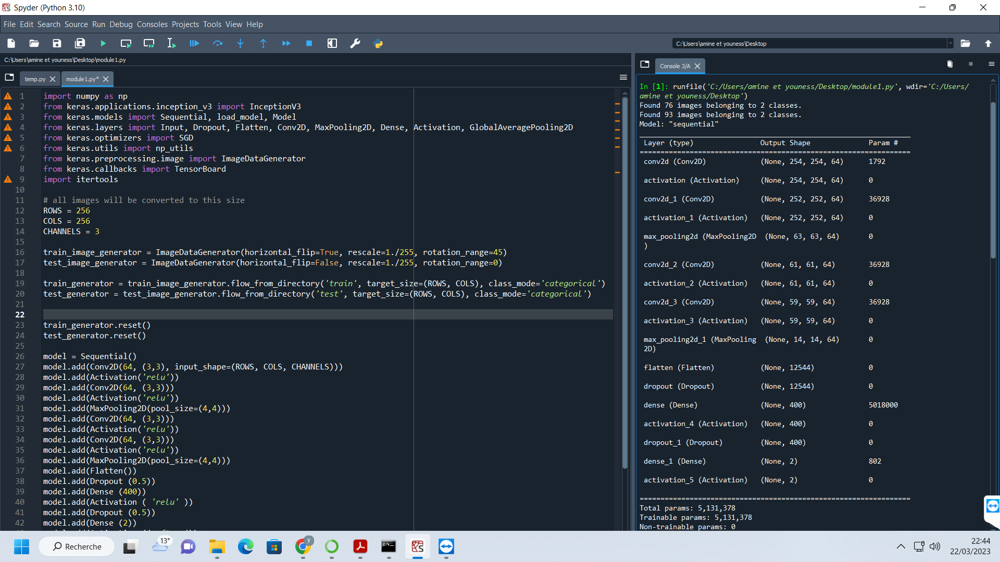 Spyder (Python 3.10)
File Edit Search Source Run Debug Consoles Projects Tools View Help
C:\Users\amine et youness\Desktop
C:\Users\amine et youness\Desktop\module1.py
temp.py
module1.py*
1 import numpy as np
2 from keras.applications.inception_v3 import InceptionV3
3 from keras.models import Sequential, load_model, Model
4 from keras.layers import Input, Dropout, Flatten, Conv2D, MaxPooling2D, Dense, Activation, GlobalAveragePooling2D
5 from keras.optimizers import SGD
6 from keras.utils import np_utils
7 from keras.preprocessing.image import ImageDataGenerator
8 from keras.callbacks import TensorBoard
9 import itertools
10
11 # all images will be converted to this size
12 ROWS = 256
13 COLS = 256
14 CHANNELS = 3
15
16 train_image_generator = ImageDataGenerator(horizontal_flip=True, rescale=1./255, rotation_range=45)
17 test_image_generator = ImageDataGenerator(horizontal_flip=False, rescale=1./255, rotation_range=0)
18
19 train_generator = train_image_generator.flow_from_directory('train', target_size=(ROWS, COLS), class_mode='categorical')
20 test_generator = test_image_generator.flow_from_directory('test', target_size=(ROWS, COLS), class_mode='categorical')
21
22
23 train_generator.reset()
24 test_generator.reset()
25
26 model = Sequential()
27 model.add(Conv2D(64, (3,3), input_shape=(ROWS, COLS, CHANNELS)))
28 model.add(Activation('relu'))
29 model.add(Conv2D(64, (3,3)))
30 model.add(Activation('relu'))
31 model.add(MaxPooling2D(pool_size=(4,4)))
32 model.add(Conv2D(64, (3,3)))
33 model.add(Activation('relu'))
34 model.add(Conv2D(64, (3,3)))
35 model.add(Activation('relu'))
36 model.add(MaxPooling2D(pool_size=(4,4)))
37 model.add(Flatten())
38 model.add(Dropout (0.5))
39 model.add(Dense (400))
40 model.add(Activation ( 'relu' ))
41 model.add(Dropout (0.5))
42 model.add(Dense (2))
Console 3/A
In [1]: runfile('C:/Users/amine et youness/Desktop/module1.py', wdir='C:/Users/
amine et youness/Desktop')
Found 76 images belonging to 2 classes.
Found 93 images belonging to 2 classes.
Model: "sequential"
Layer (type) Output Shape Param #
=================================================================
conv2d (Conv2D) (None, 254, 254, 64) 1792
activation (Activation) (None, 254, 254, 64) 0
conv2d_1 (Conv2D) (None, 252, 252, 64) 36928
activation_1 (Activation) (None, 252, 252, 64) 0
max_pooling2d (MaxPooling2D (None, 63, 63, 64) 0
)
conv2d_2 (Conv2D) (None, 61, 61, 64) 36928
activation_2 (Activation) (None, 61, 61, 64) 0
conv2d_3 (Conv2D) (None, 59, 59, 64) 36928
activation_3 (Activation) (None, 59, 59, 64) 0
max_pooling2d_1 (MaxPooling (None, 14, 14, 64) 0
2D)
flatten (Flatten) (None, 12544) 0
dropout (Dropout) (None, 12544) 0
dense (Dense) (None, 400) 5018000
activation_4 (Activation) (None, 400) 0
dropout_1 (Dropout) (None, 400) 0
dense_1 (Dense) (None, 2) 802
activation_5 (Activation) (None, 2) 0
=================================================================
Total params: 5,131,378
Trainable params: 5,131,378
Non-trainable params: 0
Recherche
13°
y
22:44
22/03/2023